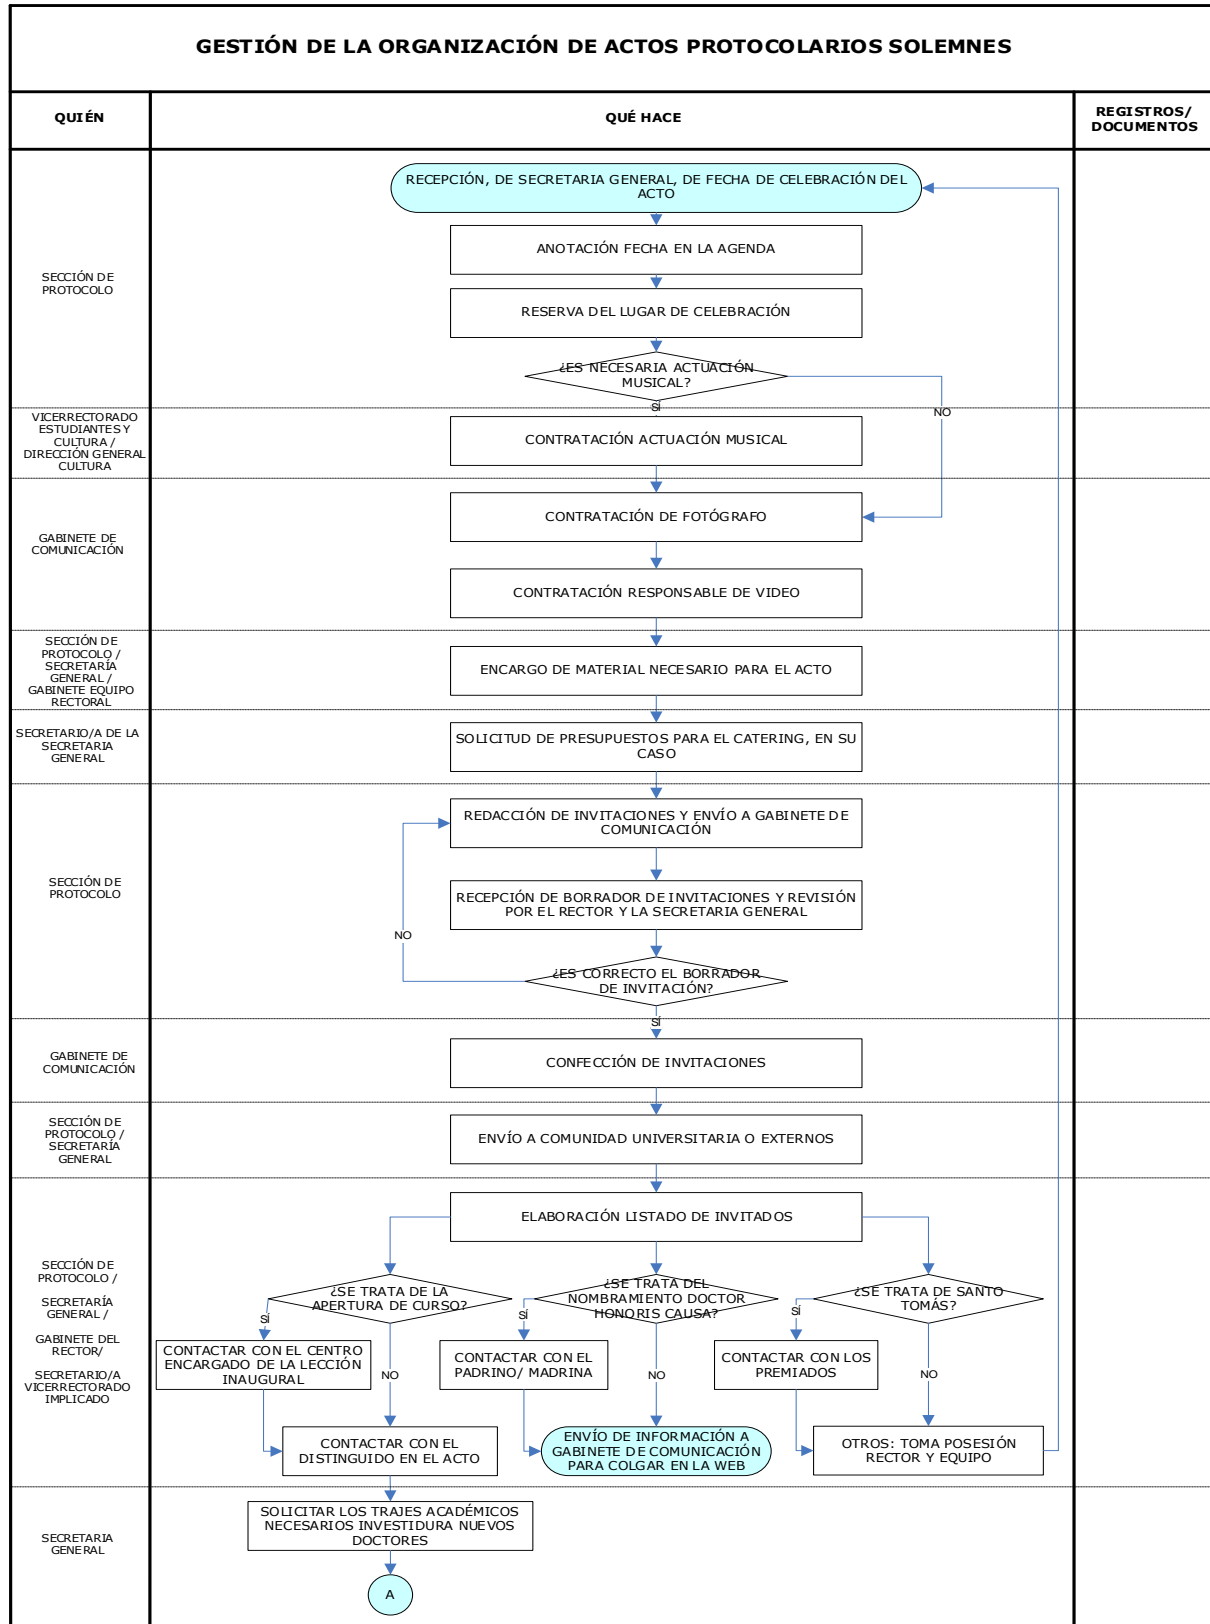 GESTIÓN DE LA ORGANIZACIÓN DE ACTOS PROTOCOLARIOS SOLEMNES
QUIÉN
QUÉ HACE
REGISTROS/
DOCUMENTOS
SECCIÓN DE
PROTOCOLO
RECEPCIÓN, DE SECRETARIA GENERAL, DE FECHA DE CELEBRACIÓN DEL
ACTO
ANOTACIÓN FECHA EN LA AGENDA
RESERVA DEL LUGAR DE CELEBRACIÓN
¿ES NECESARIA ACTUACIÓN
MUSICAL?
SÍ
NO
VICERRECTORADO
ESTUDIANTES Y
CULTURA /
DIRECCIÓN GENERAL
CULTURA
CONTRATACIÓN ACTUACIÓN MUSICAL
GABINETE DE
COMUNICACIÓN
CONTRATACIÓN DE FOTÓGRAFO
CONTRATACIÓN RESPONSABLE DE VIDEO
SECCIÓN DE
PROTOCOLO /
SECRETARÍA
GENERAL /
GABINETE EQUIPO
RECTORAL
ENCARGO DE MATERIAL NECESARIO PARA EL ACTO
SECRETARIO/A DE LA
SECRETARIA
GENERAL
SOLICITUD DE PRESUPUESTOS PARA EL CATERING, EN SU
CASO
SECCIÓN DE
PROTOCOLO
REDACCIÓN DE INVITACIONES Y ENVÍO A GABINETE DE
COMUNICACIÓN
RECEPCIÓN DE BORRADOR DE INVITACIONES Y REVISIÓN
POR EL RECTOR Y LA SECRETARIA GENERAL
NO
¿ES CORRECTO EL BORRADOR
DE INVITACIÓN?
SÍ
GABINETE DE
COMUNICACIÓN
CONFECCIÓN DE INVITACIONES
SECCIÓN DE
PROTOCOLO /
SECRETARÍA
GENERAL
ENVÍO A COMUNIDAD UNIVERSITARIA O EXTERNOS
SECCIÓN DE
PROTOCOLO /
SECRETARÍA
GENERAL /
GABINETE DEL
RECTOR/
SECRETARIO/A
VICERRECTORADO
IMPLICADO
ELABORACIÓN LISTADO DE INVITADOS
¿SE TRATA DE LA
APERTURA DE CURSO?
¿SE TRATA DEL
NOMBRAMIENTO DOCTOR
HONORIS CAUSA?
¿SE TRATA DE SANTO
TOMÁS?
SÍ
SÍ
SÍ
CONTACTAR CON EL CENTRO
ENCARGADO DE LA LECCIÓN
INAUGURAL
NO
CONTACTAR CON EL
PADRINO/ MADRINA
NO
CONTACTAR CON LOS
PREMIADOS
NO
CONTACTAR CON EL
DISTINGUIDO EN EL ACTO
ENVÍO DE INFORMACIÓN A
GABINETE DE COMUNICACIÓN
PARA COLGAR EN LA WEB
OTROS: TOMA POSESIÓN
RECTOR Y EQUIPO
SECRETARIA
GENERAL
SOLICITAR LOS TRAJES ACADÉMICOS
NECESARIOS INVESTIDURA NUEVOS
DOCTORES
A